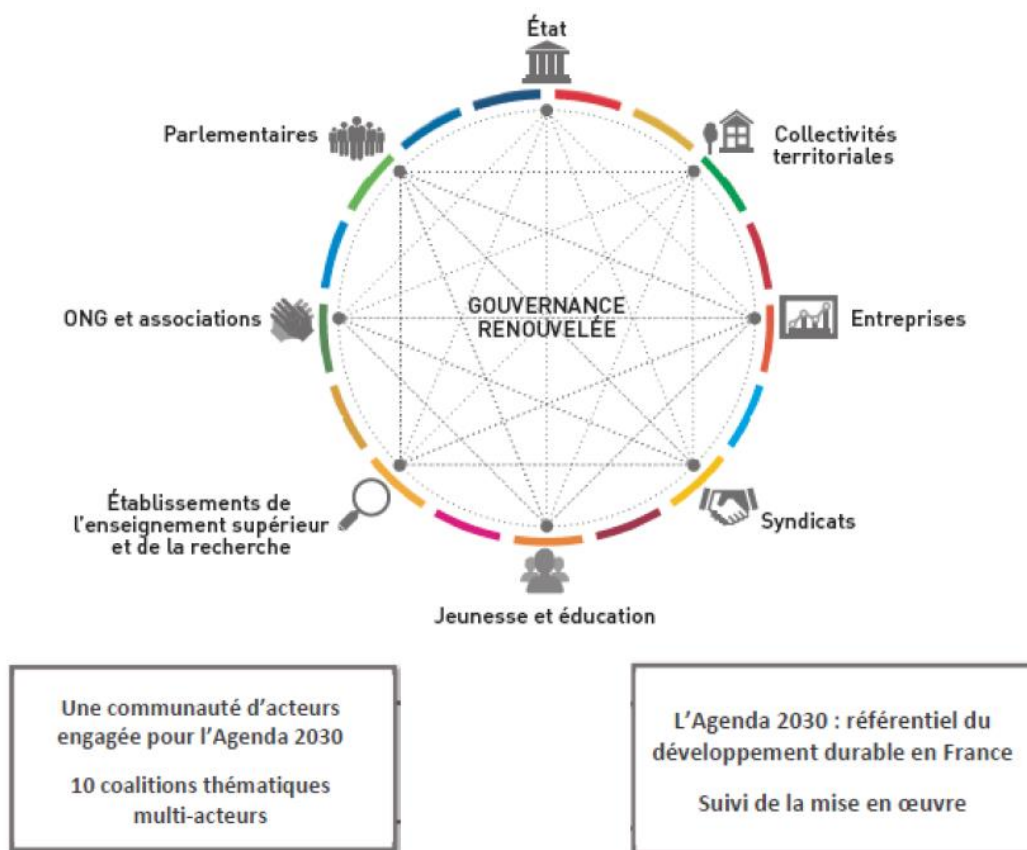 État
Parlementaires
Collectivités
territoriales
ONG et associations
GOUVERNANCE
RENOUVELÉE
Entreprises
Établissements de
l'enseignement supérieur
et de la recherche
Syndicats
Jeunesse et éducation
Une communauté d'acteurs
engagée pour l'Agenda 2030
10 coalitions thématiques
multi-acteurs
L'Agenda 2030 : référentiel du
développement durable en France
Suivi de la mise en œuvre